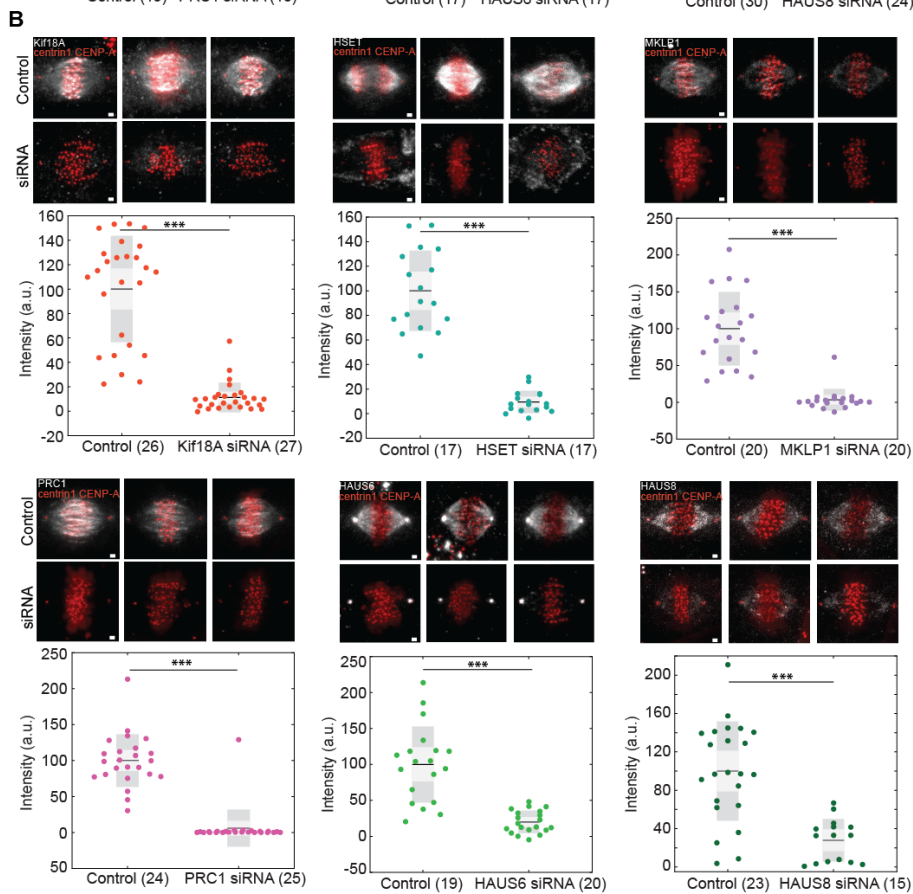 Control (30) HAUS8 siRNA (24)
B
Control
siRNA
Kif18A
centrin1 CENP-A
HSET
centrin1 CENP-A
MKLP1
centrin1 CENP-A
Intensity (a.u.)
160
140
120
100
80
60
40
20
0
-20
***
Control (26) Kif18A siRNA (27)
Intensity (a.u.)
160
140
120
100
80
60
40
20
0
-20
***
Control (17) HSET siRNA (17)
Intensity (a.u.)
250
200
150
100
50
0
-50
***
Control (20) MKLP1 siRNA (20)
Control
siRNA
PRC1
centrin1 CENP-A
HAUS6
centrin1 CENP-A
HAUS8
centrin1 CENP-A
Intensity (a.u.)
250
200
150
100
50
0
50
***
Control (24) PRC1 siRNA (25)
Intensity (a.u.)
250
200
150
100
50
0
-50
***
Control (19) HAUS6 siRNA (20)
Intensity (a.u.)
200
160
120
80
40
0
***
Control (23) HAUS8 siRNA (15)